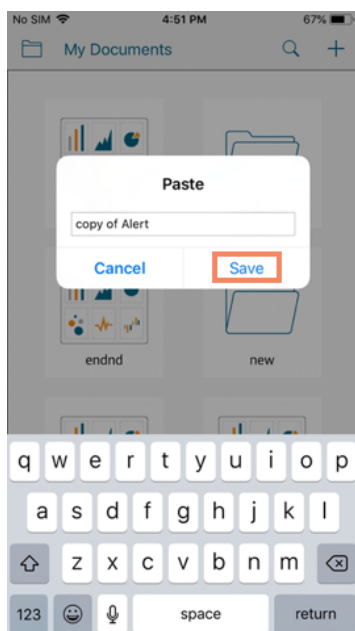 No SIM 4:51 PM 67%
My Documents
Paste
copy of Alert
Cancel Save
endnd new
q w e r t y u i o p
a s d f g h j k l
z x c v b n m
123 space return